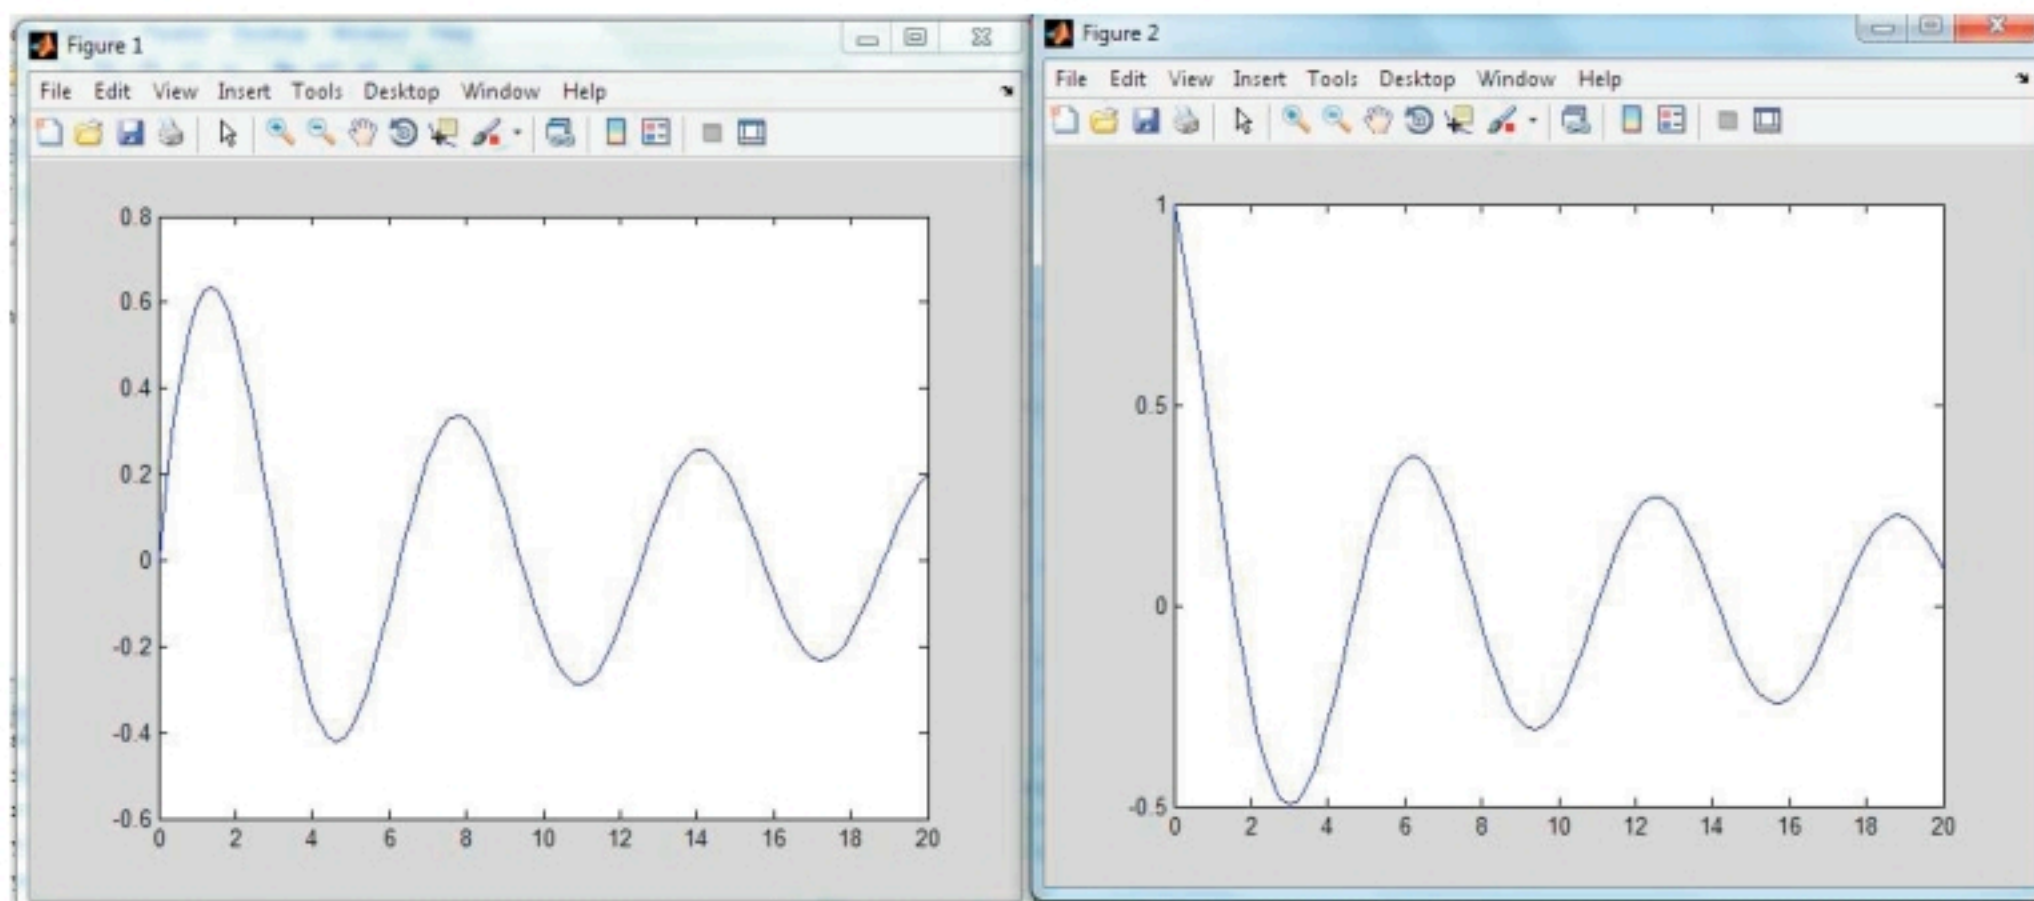 Figure 1
File Edit View Insert Tools Desktop Window Help
0.8
0.6
0.4
0.2
0
-0.2
-0.4
-0.6
0 2 4 6 8 10 12 14 16 18 20
Figure 2
File Edit View Insert Tools Desktop Window Help
1
0.5
0
-0.5
0 2 4 6 8 10 12 14 16 18 20